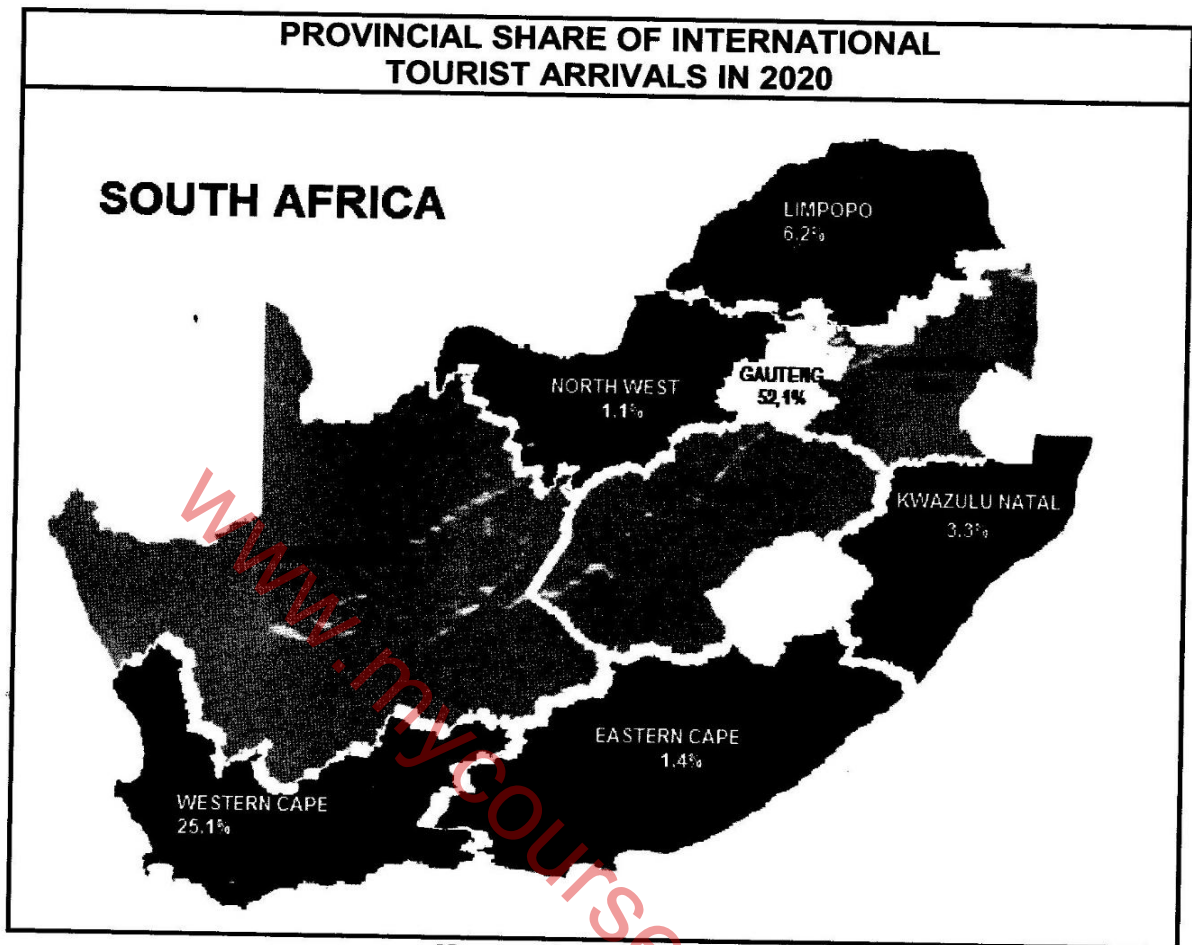 PROVINCIAL SHARE OF INTERNATIONAL
TOURIST ARRIVALS IN 2020
SOUTH AFRICA
LIMPOPO
6.2%
NORTH WEST
1.1%
GAUTENG
52,1%
KWAZULU NATAL
3.3%
EASTERN CAPE
1.4%
WESTERN CAPE
25.1%
www.mycourse